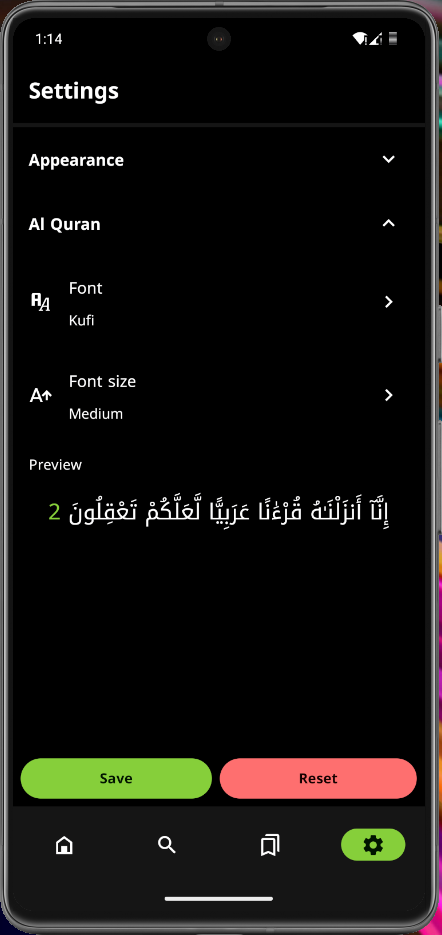 1:14
Settings
Appearance
Al Quran
Font
Kufi
Font size
Medium
Preview
إِنَّآ أَنزَلْنَـٰهُ قُرْءَٰنًا عَرَبِيًّا لَّعَلَّكُمْ تَعْقِلُونَ 2
Save
Reset